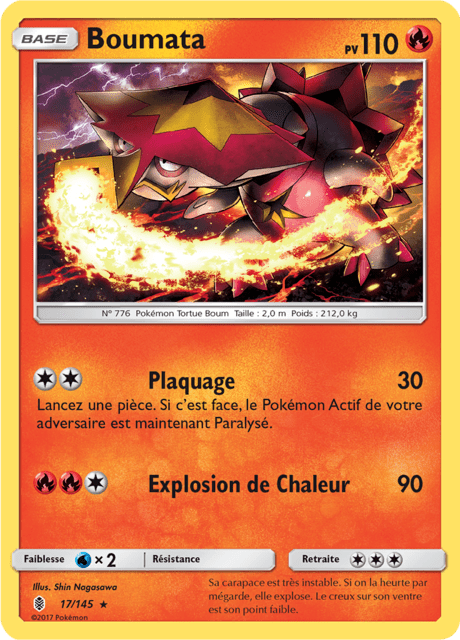 BASE Boumata PV110
N° 776 Pokémon Tortue Boum Taille : 2,0 m Poids : 212,0 kg
Plaquage 30
Lancez une pièce. Si c'est face, le Pokémon Actif de votre
adversaire est maintenant Paralysé.
Explosion de Chaleur 90
Faiblesse ×2 Résistance Retraite
Illus. Shin Nagasawa
17/145 ★
©2017 Pokémon
Sa carapace est très instable. Si on la heurte par
mégarde, elle explose. Le creux sur son ventre
est son point faible.